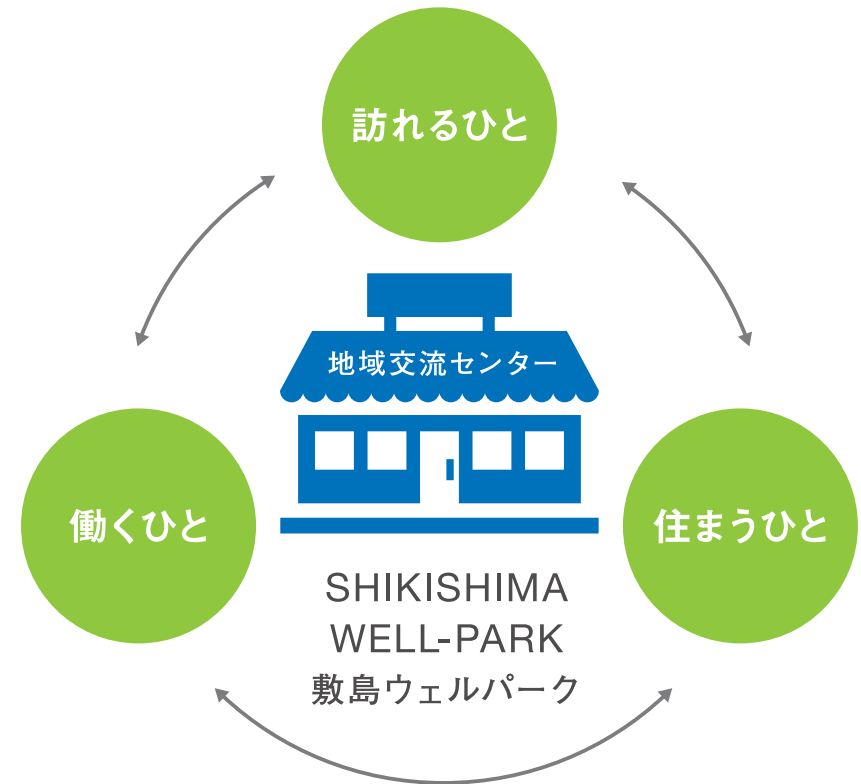 訪れるひと
地域交流センター
働くひと
住まうひと
SHIKISHIMA
WELL-PARK
敷島ウェルパーク